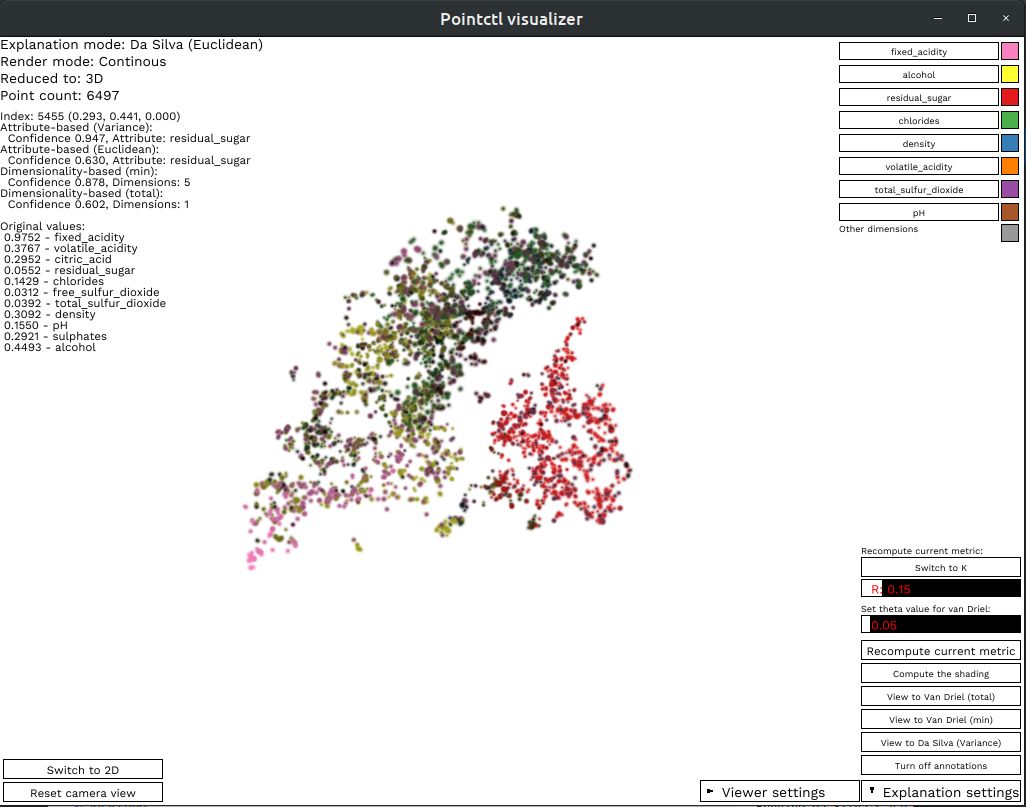 Pointctl visualizer
Explanation mode: Da Silva (Euclidean)
Render mode: Continous
Reduced to: 3D
Point count: 6497
Index: 5455 (0.293, 0.441, 0.000)
Attribute-based (Variance):
Confidence 0.947, Attribute: residual_sugar
Attribute-based (Euclidean):
Confidence 0.630, Attribute: residual_sugar
Dimensionality-based (min):
Confidence 0.878, Dimensions: 5
Dimensionality-based (total):
Confidence 0.602, Dimensions: 1
Original values:
0.9752 - fixed_acidity
0.3767 - volatile_acidity
0.2952 - citric_acid
0.0552 - residual_sugar
0.1429 - chlorides
0.0312 - free_sulfur_dioxide
0.0392 - total_sulfur_dioxide
0.3092 - density
0.1550 - pH
0.2921 - sulphates
0.4493 - alcohol
fixed_acidity
alcohol
residual_sugar
chlorides
density
volatile_acidity
total_sulfur_dioxide
pH
Other dimensions
Recompute current metric:
Switch to K
R: 0.15
Set theta value for van Driel:
0.05
Recompute current metric
Compute the shading
View to Van Driel (total)
View to Van Driel (min)
View to Da Silva (Variance)
Turn off annotations
Switch to 2D
Reset camera view
Viewer settings
Explanation settings